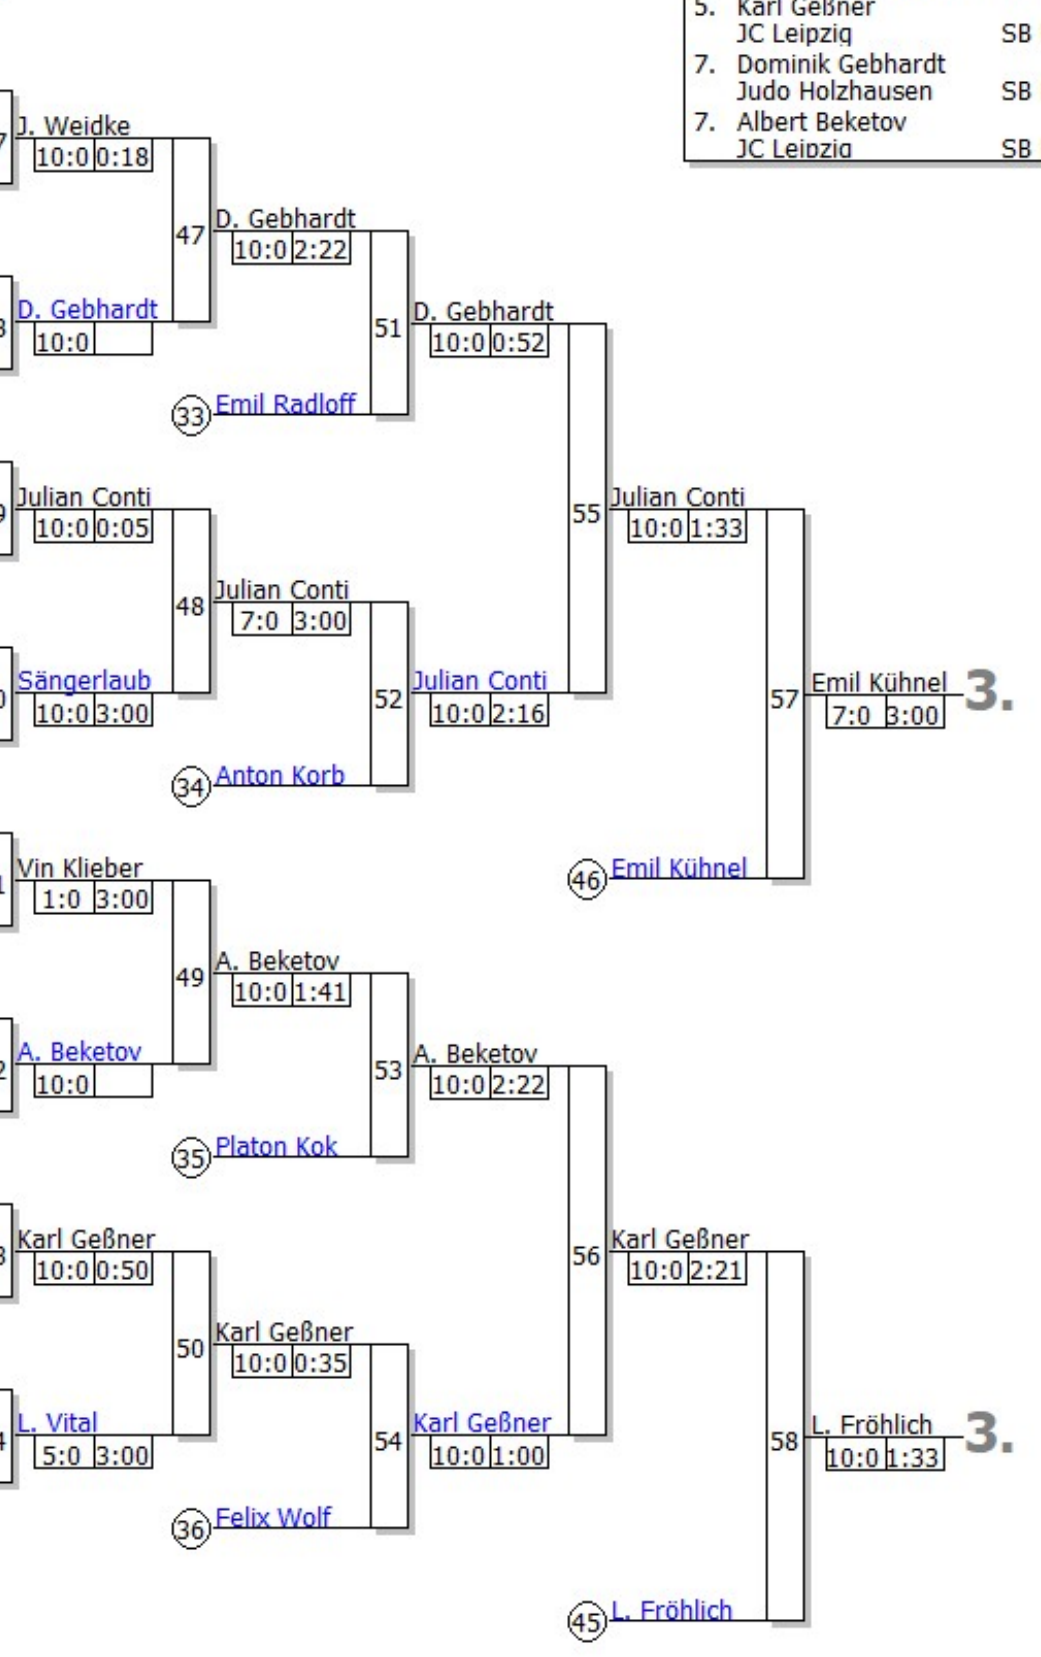 5. Karl Geßner
JC Leipzig SB
7. Dominik Gebhardt
Judo Holzhausen SB
7. Albert Beketov
JC Leipzig SB
J. Weidke
10:0 0:18
47
D. Gebhardt
10:0 2:22
D. Gebhardt
10:0
51
D. Gebhardt
10:0 0:52
33 Emil Radloff
Julian Conti
10:0 0:05
55
Julian Conti
10:0 1:33
48
Julian Conti
7:0 3:00
Sängerlaub
10:0 3:00
52
Julian Conti
10:0 2:16
57
Emil Kühnel 3.
7:0 3:00
34 Anton Korb
Vin Klieber
1:0 3:00
46 Emil Kühnel
49
A. Beketov
10:0 1:41
A. Beketov
10:0
53
A. Beketov
10:0 2:22
35 Platon Kok
Karl Geßner
10:0 0:50
56
Karl Geßner
10:0 2:21
50
Karl Geßner
10:0 0:35
L. Vital
5:0 3:00
54
Karl Geßner
10:0 1:00
58
L. Fröhlich 3.
10:0 1:33
36 Felix Wolf
45 L. Fröhlich